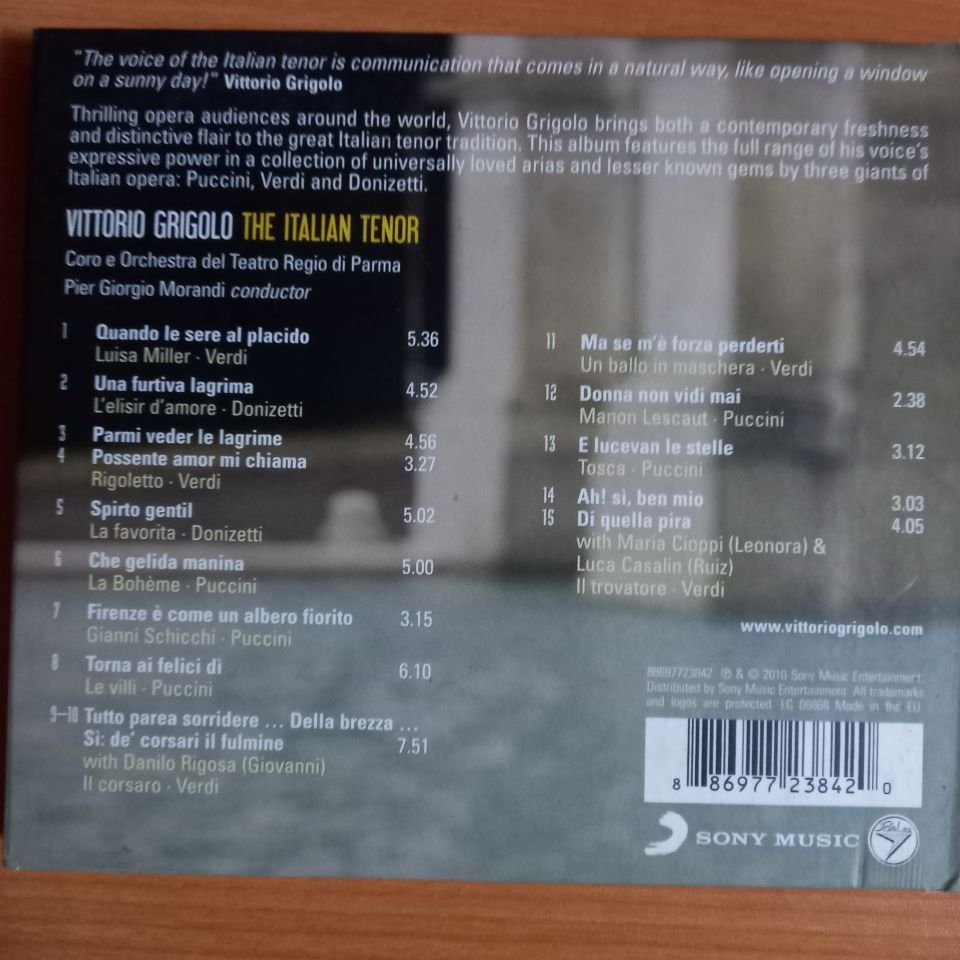 "The voice of the Italian tenor is communication that comes in a natural way, like opening a window
on a sunny day!" Vittorio Grigolo
Thrilling opera audiences around the world, Vittorio Grigolo brings both a contemporary freshness
and distinctive flair to the great Italian tenor tradition. This album features the full range of his voice's
expressive power in a collection of universally loved arias and lesser known gems by three giants of
Italian opera: Puccini, Verdi and Donizetti.
VITTORIO GRIGOLO THE ITALIAN TENOR
Coro e Orchestra del Teatro Regio di Parma
Pier Giorgio Morandi conductor
1 Quando le sere al placido 5.36
Luisa Miller · Verdi
2 Una furtiva lagrima 4.52
L'elisir d'amore · Donizetti
3 Parmi veder le lagrime 4.56
4 Possente amor mi chiama 3.27
Rigoletto · Verdi
5 Spirto gentil 5.02
La favorita · Donizetti
6 Che gelida manina 5.00
La Bohème · Puccini
7 Firenze è come un albero fiorito 3.15
Gianni Schicchi · Puccini
8 Torna ai felici dì 6.10
Le villi · Puccini
9–10 Tutto parea sorridere ... Della brezza ...
Sì: de' corsari il fulmine 7.51
with Danilo Rigosa (Giovanni)
Il corsaro · Verdi
11 Ma se m'è forza perderti 4.54
Un ballo in maschera · Verdi
12 Donna non vidi mai 2.38
Manon Lescaut · Puccini
13 E lucevan le stelle 3.12
Tosca · Puccini
14 Ah! sì, ben mio 3.03
15 Di quella pira 4.05
with Maria Cioppi (Leonora) &
Luca Casalin (Ruiz)
Il trovatore · Verdi
www.vittoriogrigolo.com
88697723842 ℗ & © 2010 Sony Music Entertainment.
Distributed by Sony Music Entertainment. All trademarks
and logos are protected. LC 06868 Made in the EU.
8 86977 23842 0
SONY MUSIC